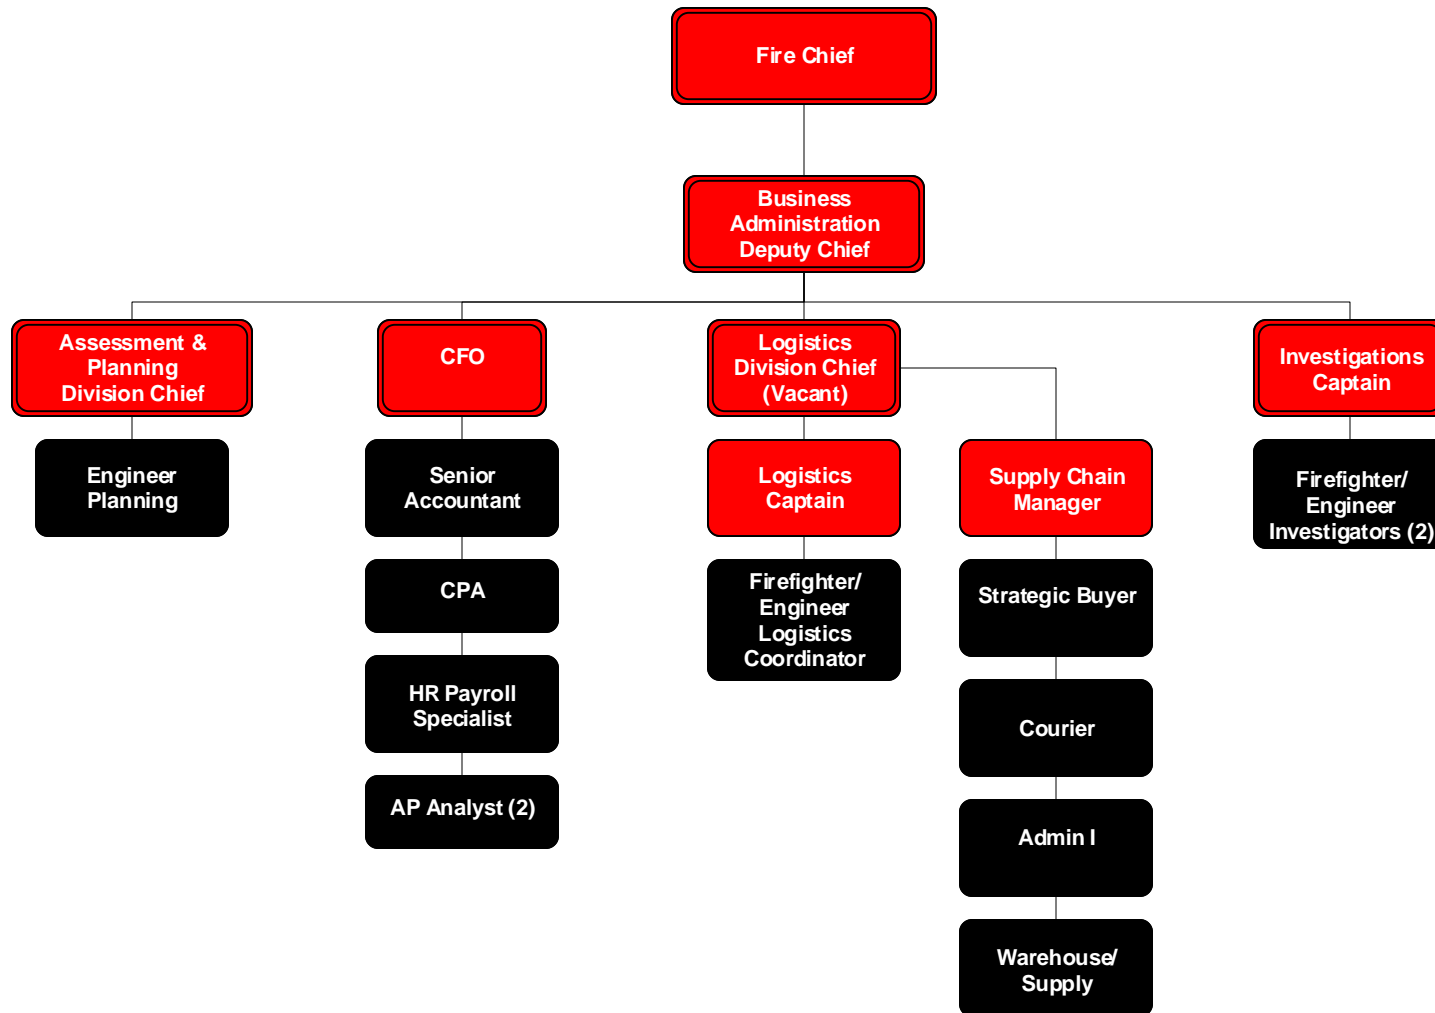 Fire Chief
Business
Administration
Deputy Chief
Assessment &
Planning
Division Chief
CFO
Logistics
Division Chief
(Vacant)
Investigations
Captain
Engineer
Planning
Senior
Accountant
Logistics
Captain
Supply Chain
Manager
Firefighter/
Engineer
Investigators (2)
CPA
Firefighter/
Engineer
Logistics
Coordinator
Strategic Buyer
HR Payroll
Specialist
Courier
AP Analyst (2)
Admin I
Warehouse/
Supply